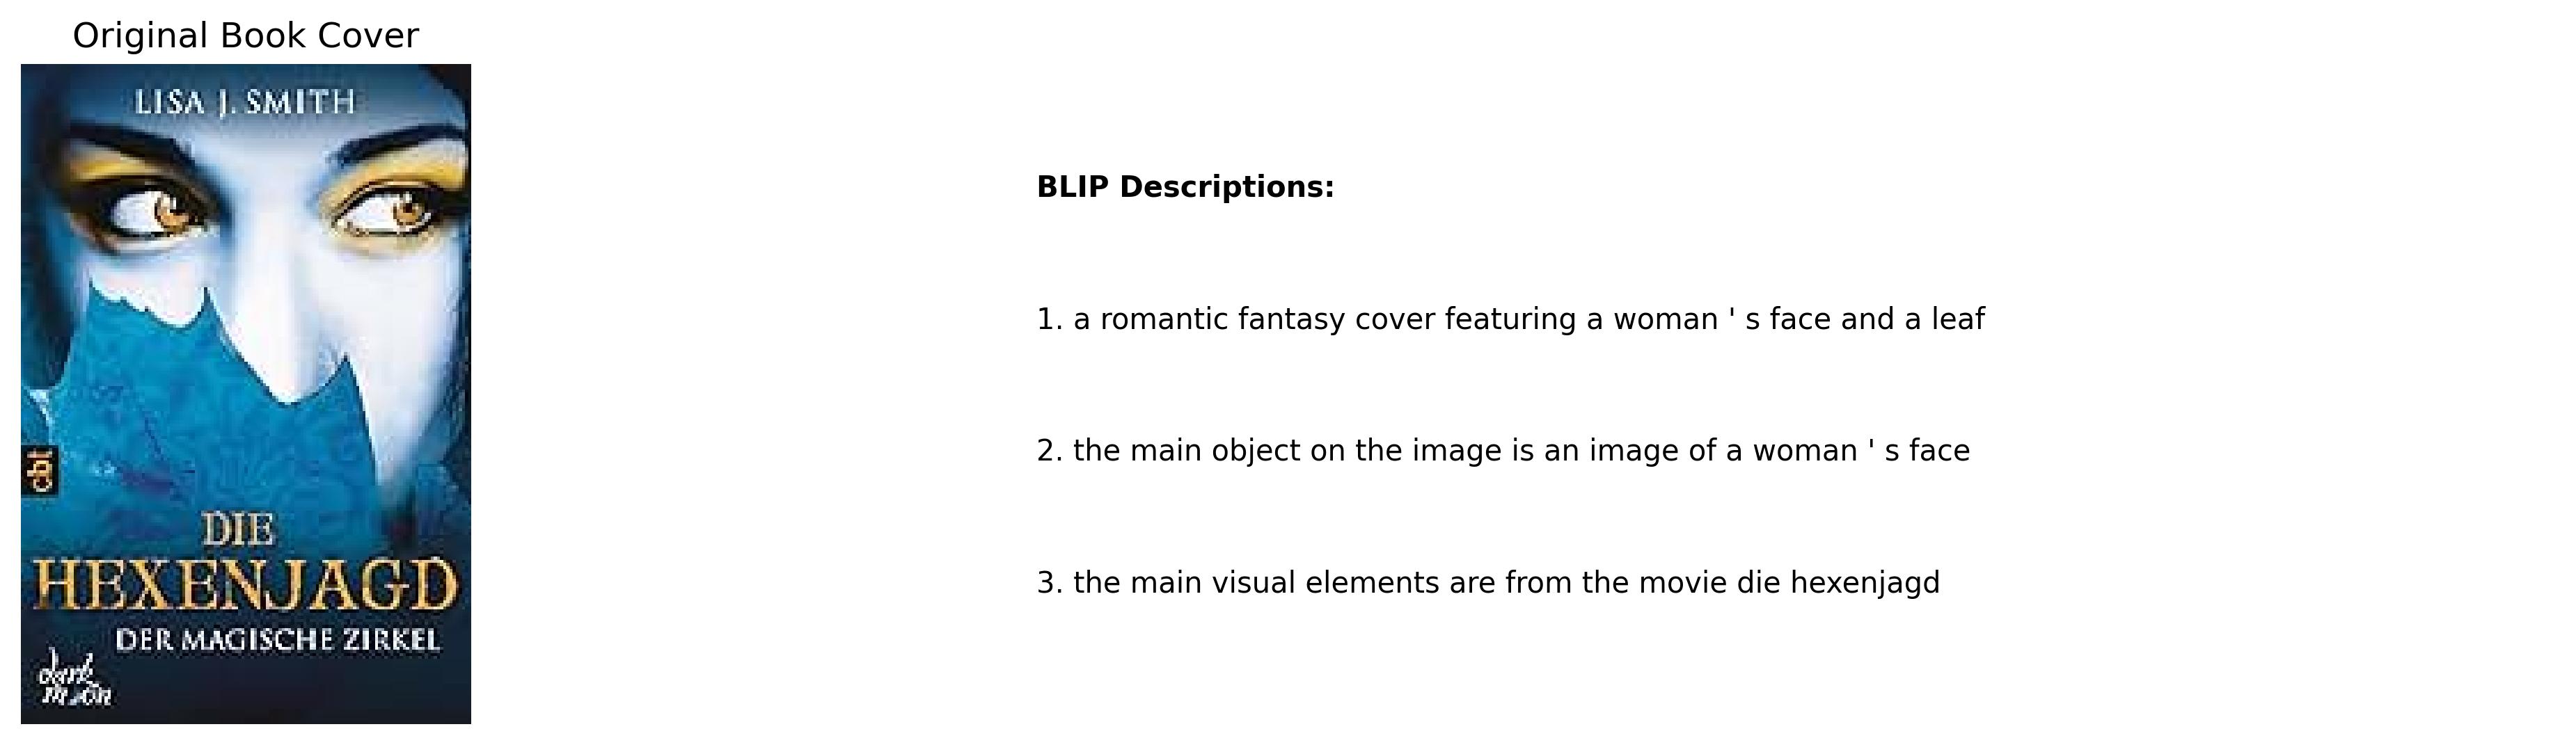 Original Book Cover
LISA J. SMITH
cbt
DIE
HEXENJAGD
DER MAGISCHE ZIRKEL
dark
moon
BLIP Descriptions:
1. a romantic fantasy cover featuring a woman ' s face and a leaf
2. the main object on the image is an image of a woman ' s face
3. the main visual elements are from the movie die hexenjagd